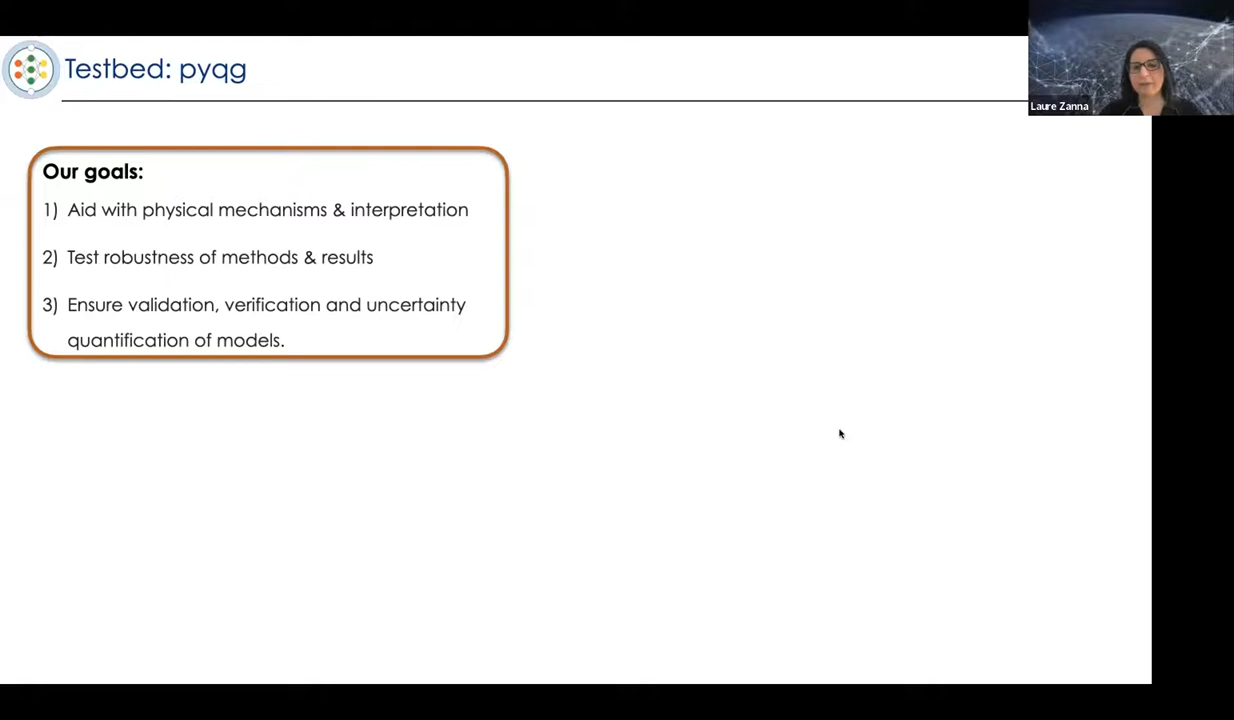 Testbed: pyqg
Laure Zanna
Our goals:
1) Aid with physical mechanisms & interpretation
2) Test robustness of methods & results
3) Ensure validation, verification and uncertainty
quantification of models.